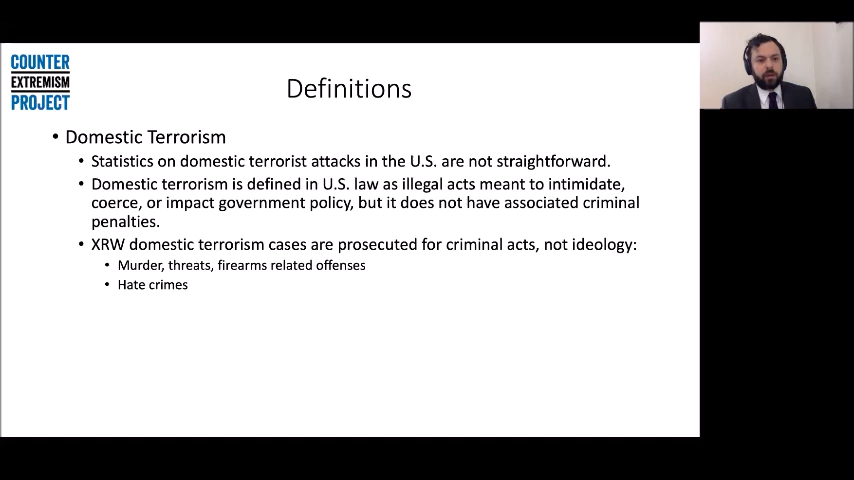 COUNTER
EXTREMISM
PROJECT
Definitions
• Domestic Terrorism
• Statistics on domestic terrorist attacks in the U.S. are not straightforward.
• Domestic terrorism is defined in U.S. law as illegal acts meant to intimidate,
coerce, or impact government policy, but it does not have associated criminal
penalties.
• XRW domestic terrorism cases are prosecuted for criminal acts, not ideology:
• Murder, threats, firearms related offenses
• Hate crimes